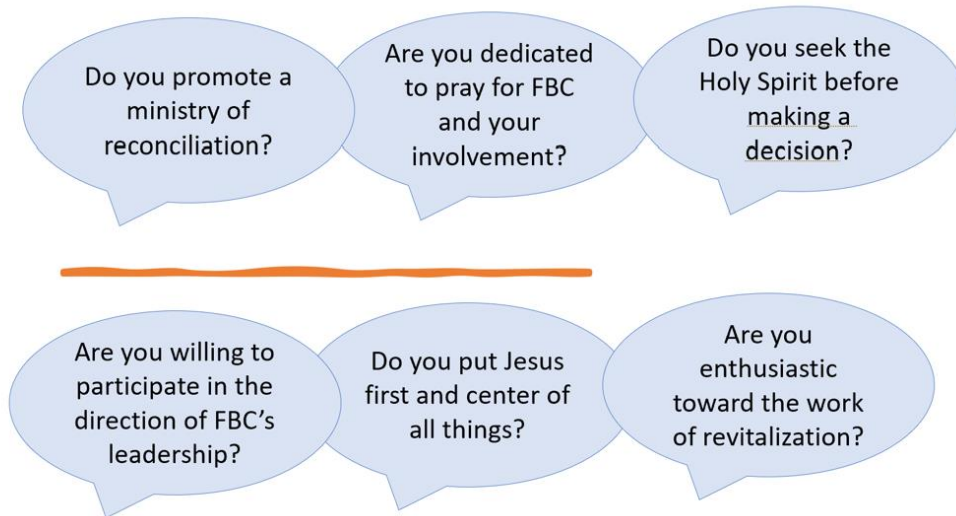 Do you promote a
ministry of
reconciliation?
Are you dedicated
to pray for FBC
and your
involvement?
Do you seek the
Holy Spirit before
making a
decision?
Are you willing to
participate in the
direction of FBC’s
leadership?
Do you put Jesus
first and center of
all things?
Are you
enthusiastic
toward the work
of revitalization?